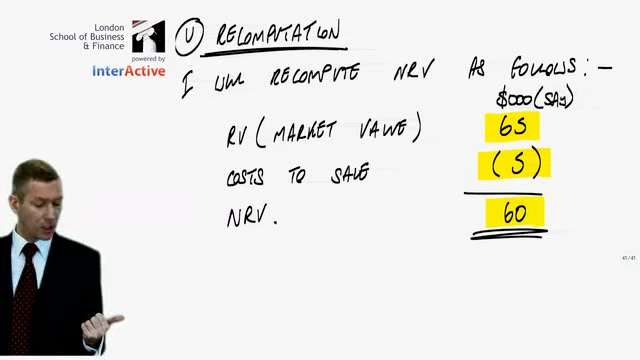 London
School of Business
& Finance
powered by
InterActive
(V) RECOMPUTATION
I WILL RECOMPUTE NRV AS FOLLOWS:-
$000 (SAY)
RV (MARKET VALUE) 65
COSTS TO SALE (5)
NRV. 60
41 / 41